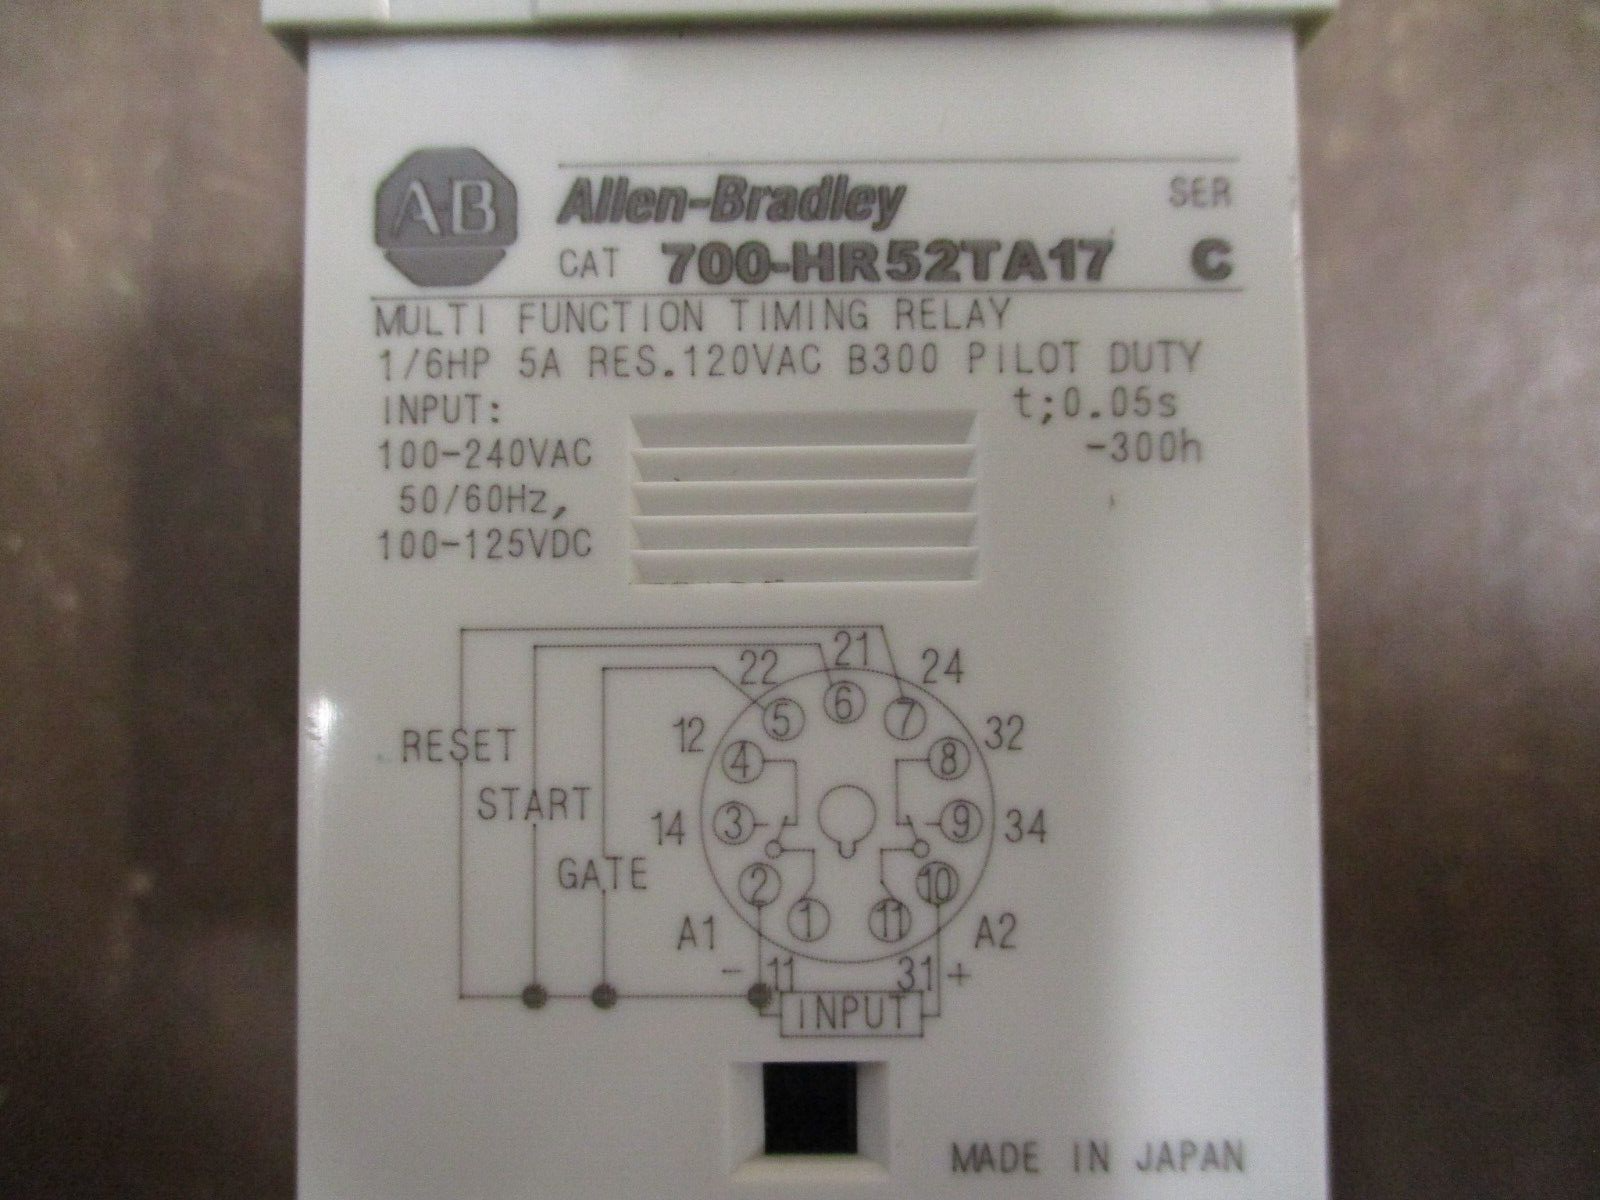 AB Allen-Bradley SER
CAT 700-HR52TA17 C
MULTI FUNCTION TIMING RELAY
1/6HP 5A RES.120VAC B300 PILOT DUTY
INPUT: t;0.05s
100-240VAC -300h
50/60Hz,
100-125VDC
21
22 24
6
5 7
12 32
RESET
4 8
START
14 3 9 34
GATE
2 10
1 11
A1 A2
- 11 31 +
INPUT
MADE IN JAPAN